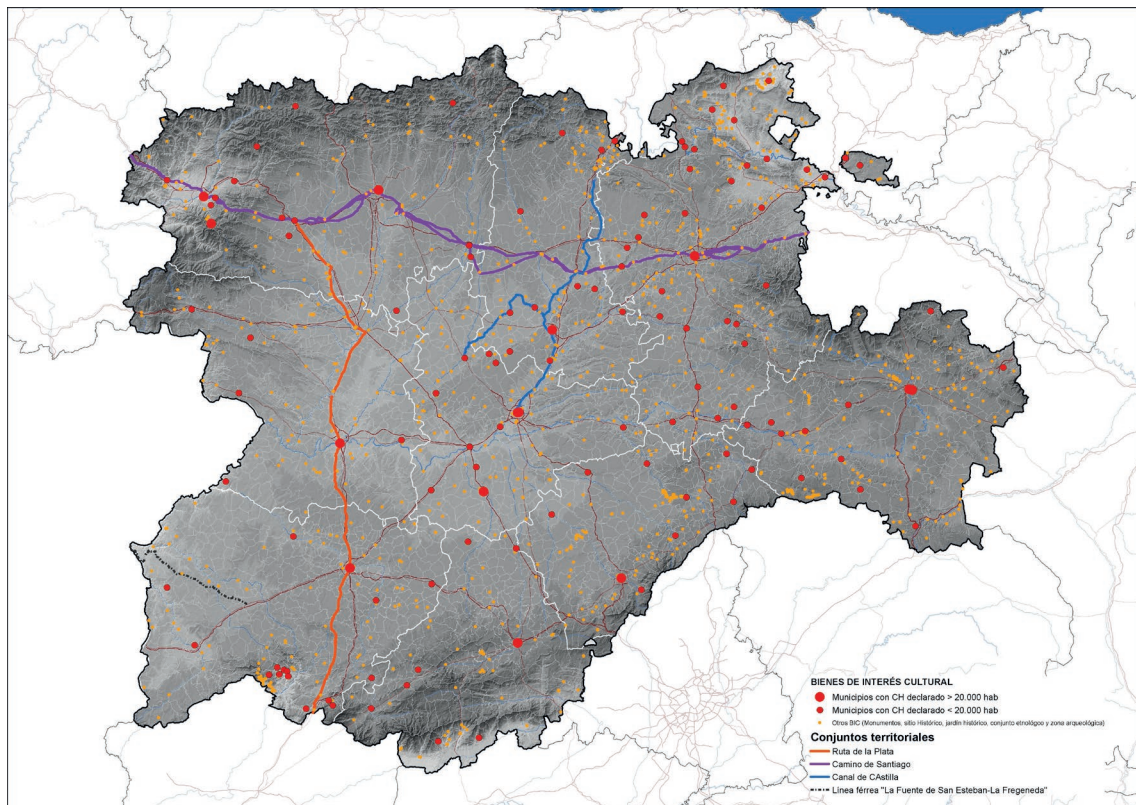 BIENES DE INTERÉS CULTURAL
Municipios con CH declarado > 20.000 hab
Municipios con CH declarado < 20.000 hab
Otros BIC (Monumentos, sitio Histórico, jardín histórico, conjunto etnológoo y zona arqueológica)
Conjuntos territoriales
Ruta de la Plata
Camino de Santiago
Canal de CAstilla
Linea férrea "La Fuente de San Esteban-La Fregeneda"